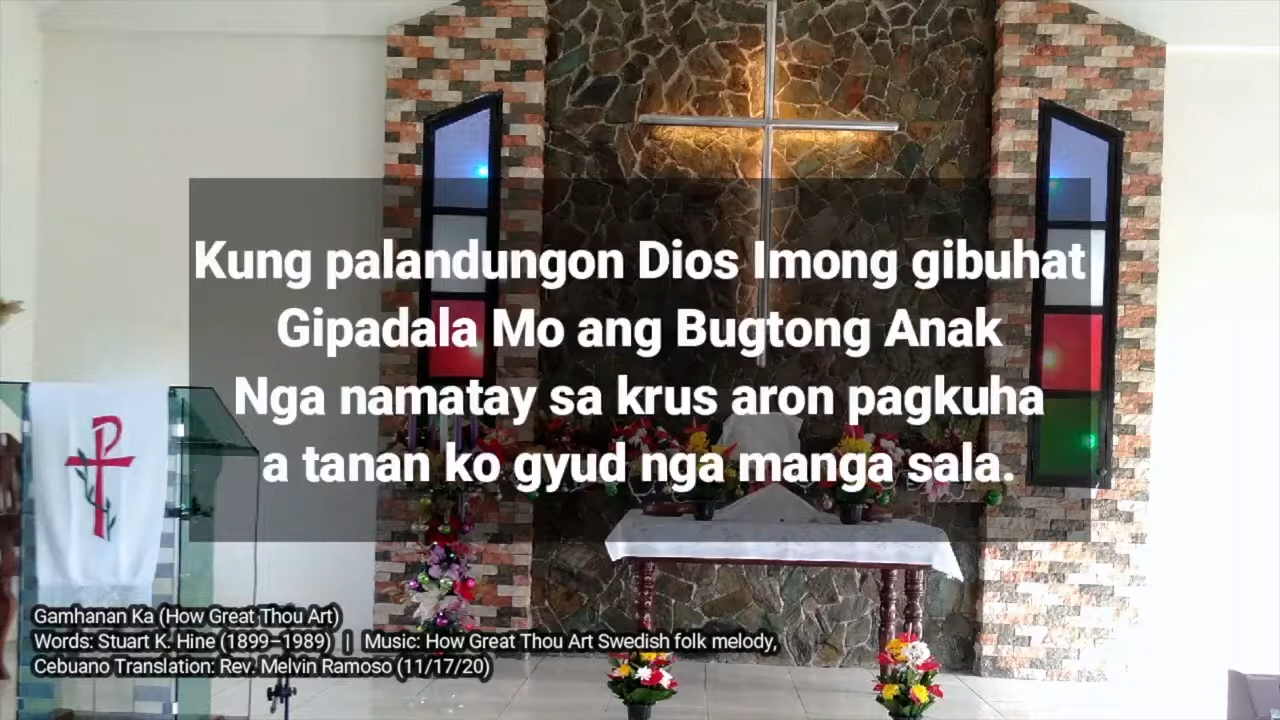 Kung palandungon Dios Imong gibuhat
Gipadala Mo ang Bugtong Anak
Nga namatay sa krus aron pagkuha
a tanan ko gyud nga manga sala.
Gamhanan Ka (How Great Thou Art)
Words: Stuart K. Hine (1899–1989) | Music: How Great Thou Art Swedish folk melody,
Cebuano Translation: Rev. Melvin Ramoso (11/17/20)